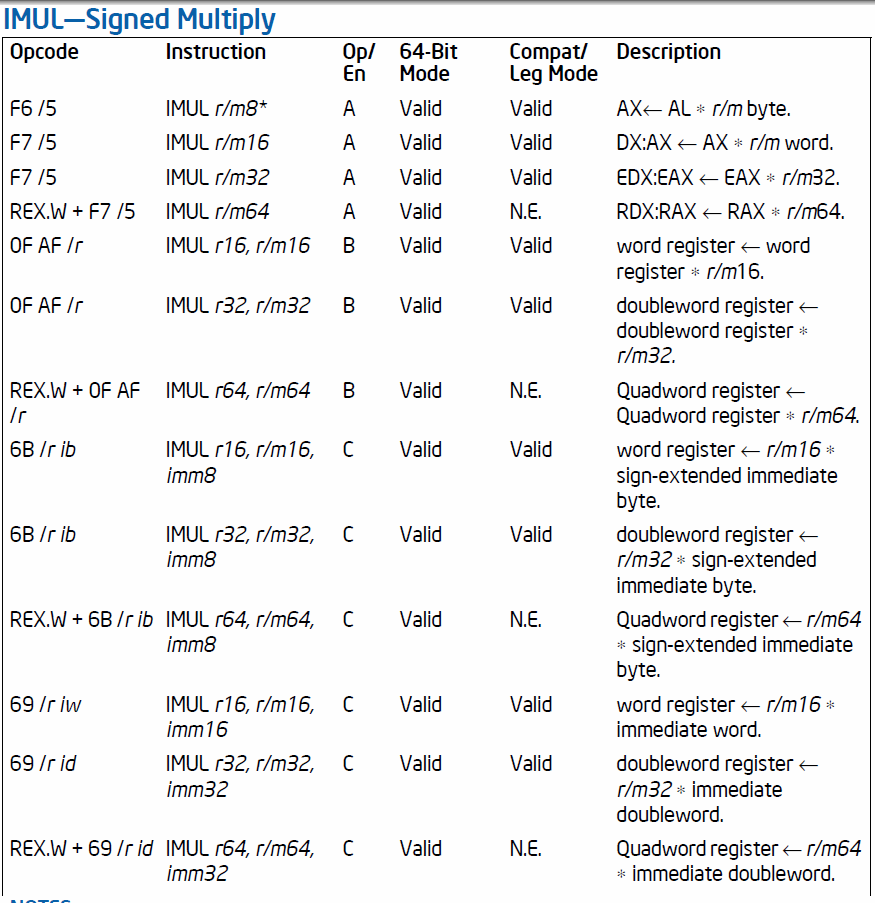 IMUL—Signed Multiply
Opcode Instruction Op/ 64-Bit Compat/ Description
En Mode Leg Mode
F6 /5 IMUL r/m8* A Valid Valid AX← AL ∗ r/m byte.
F7 /5 IMUL r/m16 A Valid Valid DX:AX ← AX ∗ r/m word.
F7 /5 IMUL r/m32 A Valid Valid EDX:EAX ← EAX ∗ r/m32.
REX.W + F7 /5 IMUL r/m64 A Valid N.E. RDX:RAX ← RAX ∗ r/m64.
0F AF /r IMUL r16, r/m16 B Valid Valid word register ← word
register ∗ r/m16.
0F AF /r IMUL r32, r/m32 B Valid Valid doubleword register ←
doubleword register ∗
r/m32.
REX.W + 0F AF IMUL r64, r/m64 B Valid N.E. Quadword register ←
/r Quadword register ∗ r/m64.
6B /r ib IMUL r16, r/m16, C Valid Valid word register ← r/m16 ∗
imm8 sign-extended immediate
byte.
6B /r ib IMUL r32, r/m32, C Valid Valid doubleword register ←
imm8 r/m32 ∗ sign-extended
immediate byte.
REX.W + 6B /r ib IMUL r64, r/m64, C Valid N.E. Quadword register ← r/m64
imm8 ∗ sign-extended immediate
byte.
69 /r iw IMUL r16, r/m16, C Valid Valid word register ← r/m16 ∗
imm16 immediate word.
69 /r id IMUL r32, r/m32, C Valid Valid doubleword register ←
imm32 r/m32 ∗ immediate
doubleword.
REX.W + 69 /r id IMUL r64, r/m64, C Valid N.E. Quadword register ← r/m64
imm32 ∗ immediate doubleword.